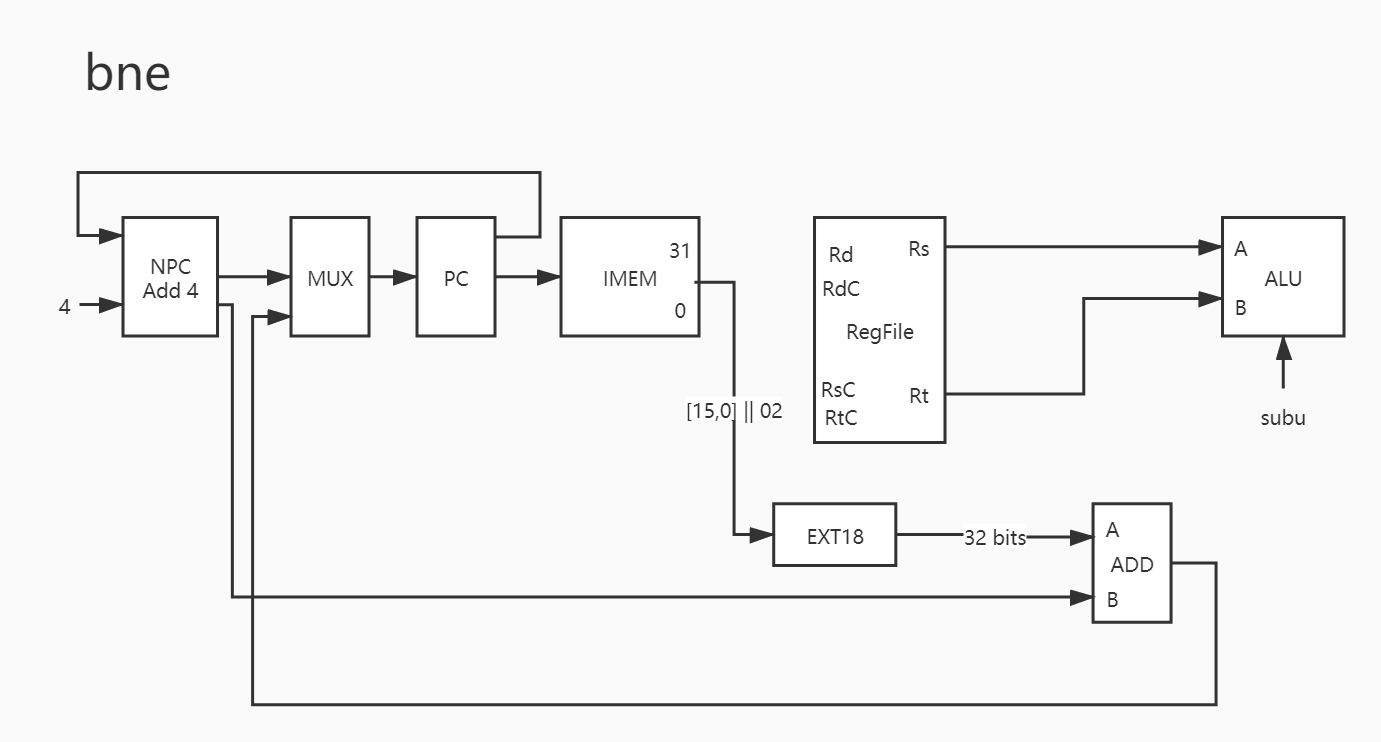 bne
NPC
Add 4
4
MUX
PC
IMEM
31
0
[15,0] || 02
Rd
RdC
RegFile
RsC
RtC
Rs
Rt
A
ALU
B
subu
EXT18
32 bits
A
ADD
B